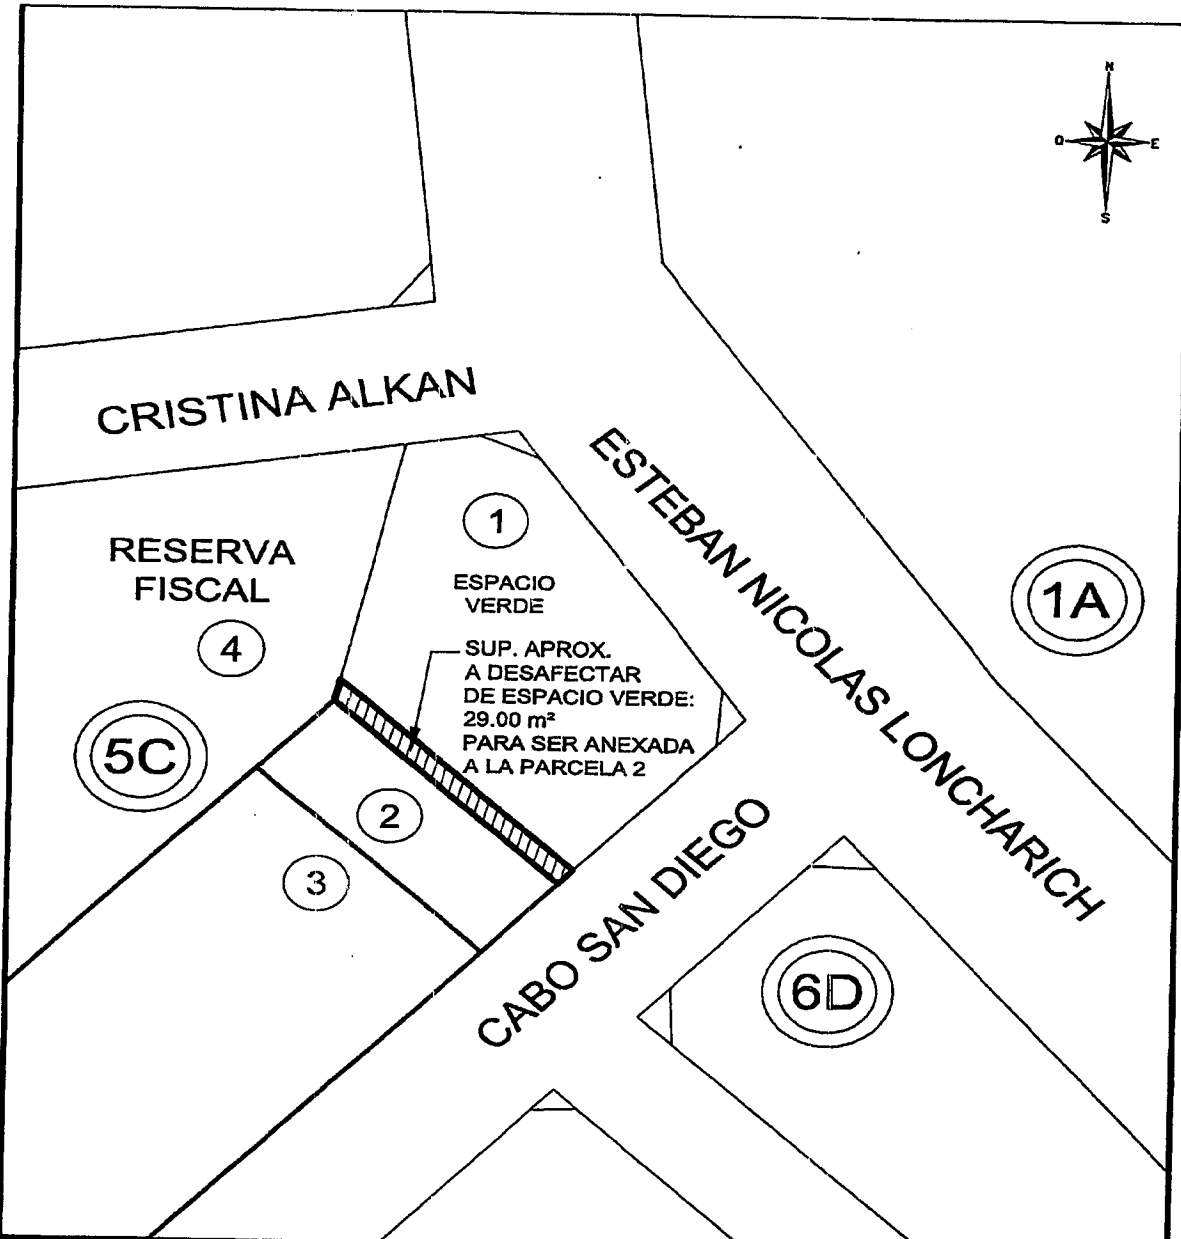 N
O E
S
CRISTINA ALKAN
ESTEBAN NICOLAS LONCHARICH
1
RESERVA
FISCAL
ESPACIO
VERDE
1A
4
SUP. APROX.
A DESAFECTAR
DE ESPACIO VERDE:
29.00 m²
PARA SER ANEXADA
A LA PARCELA 2
5C
2
3
CABO SAN DIEGO
6D